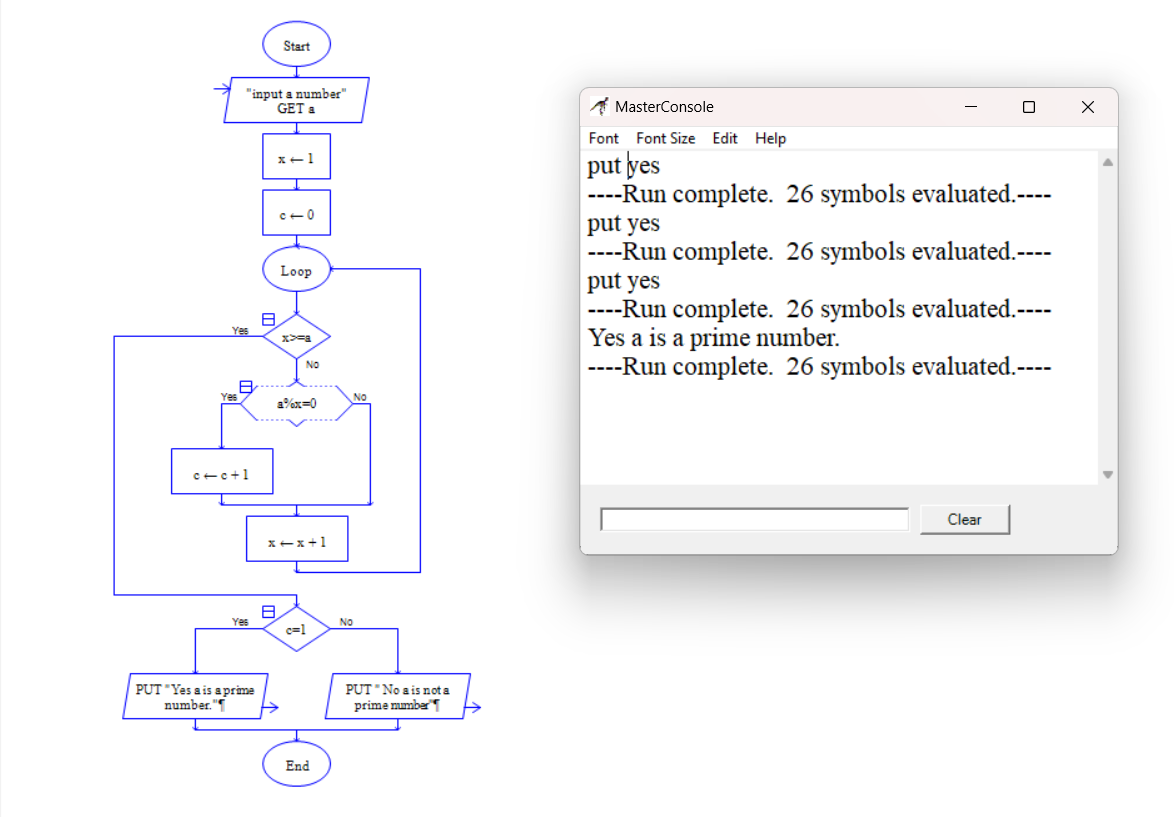 Start
"input a number"
GET a
x ← 1
c ← 0
Loop
Yes
x>=a
No
Yes
a%x=0
No
c ← c + 1
x ← x + 1
Yes
c=1
No
PUT "Yes a is a prime
number."¶
PUT " No a is not a
prime number"¶
End
MasterConsole
Font Font Size Edit Help
put yes
----Run complete.  26 symbols evaluated.----
put yes
----Run complete.  26 symbols evaluated.----
put yes
----Run complete.  26 symbols evaluated.----
Yes a is a prime number.
----Run complete.  26 symbols evaluated.----
Clear